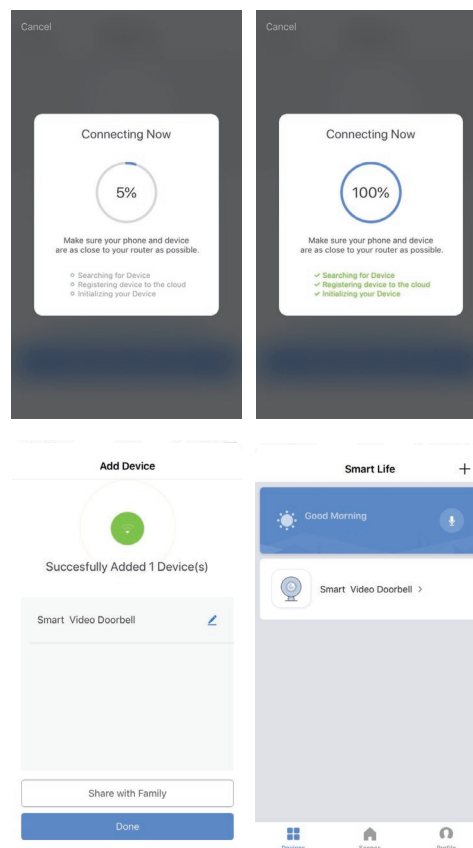 Cancel
Connecting Now
5%
Make sure your phone and device
are as close to your router as possible.
Searching for Device
Registering device to the cloud
Initializing your Device
Cancel
Connecting Now
100%
Make sure your phone and device
are as close to your router as possible.
Searching for Device
Registering device to the cloud
Initializing your Device
Add Device
Succesfully Added 1 Device(s)
Smart Video Doorbell
Share with Family
Done
Smart Life
Good Morning
Smart Video Doorbell
Devices
Scenes
Profile